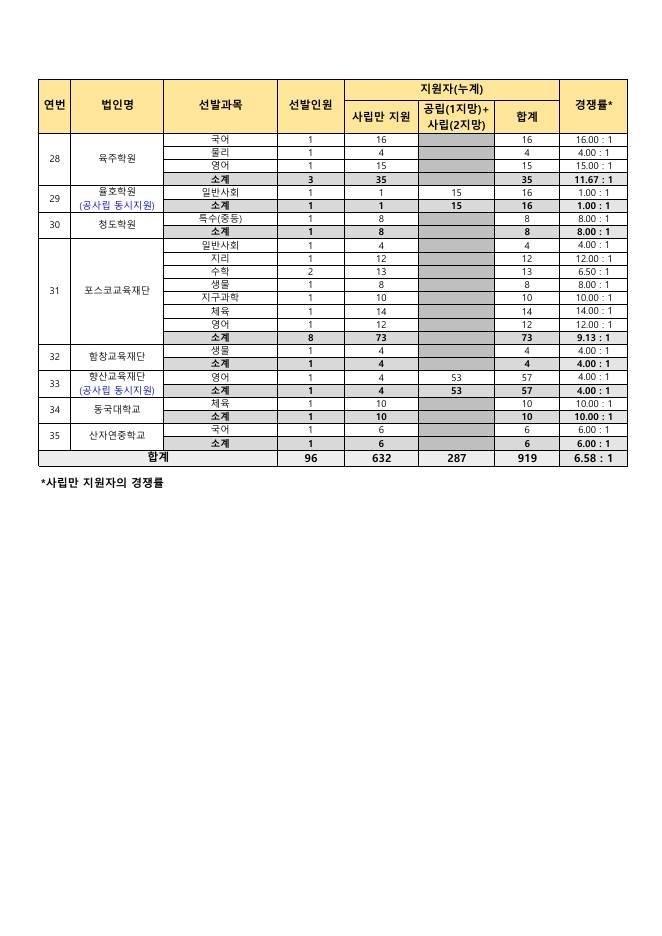 연번 법인명 선발과목 선발인원 지원자(누계) 경쟁률*
사립만 지원 공립(1지망)+ 사립(2지망) 합계
28 육주학원 국어 1 16 16 16.00 : 1
물리 1 4 4 4.00 : 1
영어 1 15 15 15.00 : 1
소계 3 35 35 11.67 : 1
29 율호학원 (공사립 동시지원) 일반사회 1 1 15 16 1.00 : 1
소계 1 1 15 16 1.00 : 1
30 청도학원 특수(중등) 1 8 8 8.00 : 1
소계 1 8 8 8.00 : 1
31 포스코교육재단 일반사회 1 4 4 4.00 : 1
지리 1 12 12 12.00 : 1
수학 2 13 13 6.50 : 1
생물 1 8 8 8.00 : 1
지구과학 1 10 10 10.00 : 1
체육 1 14 14 14.00 : 1
영어 1 12 12 12.00 : 1
소계 8 73 73 9.13 : 1
32 함창교육재단 생물 1 4 4 4.00 : 1
소계 1 4 4 4.00 : 1
33 향산교육재단 (공사립 동시지원) 영어 1 4 53 57 4.00 : 1
소계 1 4 53 57 4.00 : 1
34 동국대학교 체육 1 10 10 10.00 : 1
소계 1 10 10 10.00 : 1
35 산자연중학교 국어 1 6 6 6.00 : 1
소계 1 6 6 6.00 : 1
합계 96 632 287 919 6.58 : 1
*사립만 지원자의 경쟁률